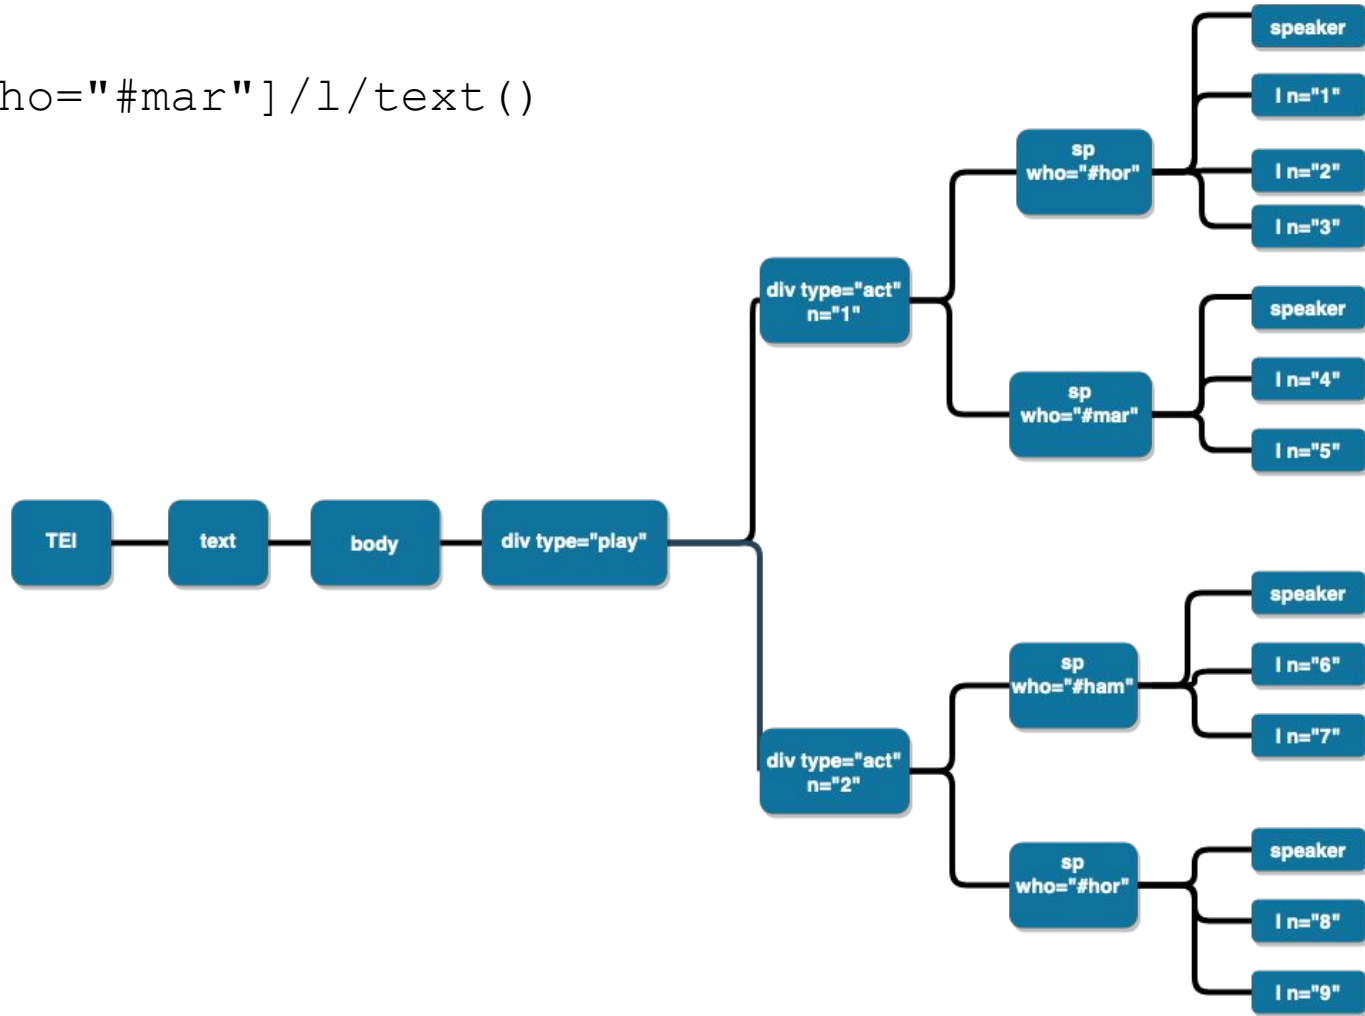 ho="#mar"]/l/text()
TEI
text
body
div type="play"
div type="act"
n="1"
sp
who="#hor"
speaker
l n="1"
l n="2"
l n="3"
sp
who="#mar"
speaker
l n="4"
l n="5"
div type="act"
n="2"
sp
who="#ham"
speaker
l n="6"
l n="7"
sp
who="#hor"
speaker
l n="8"
l n="9"